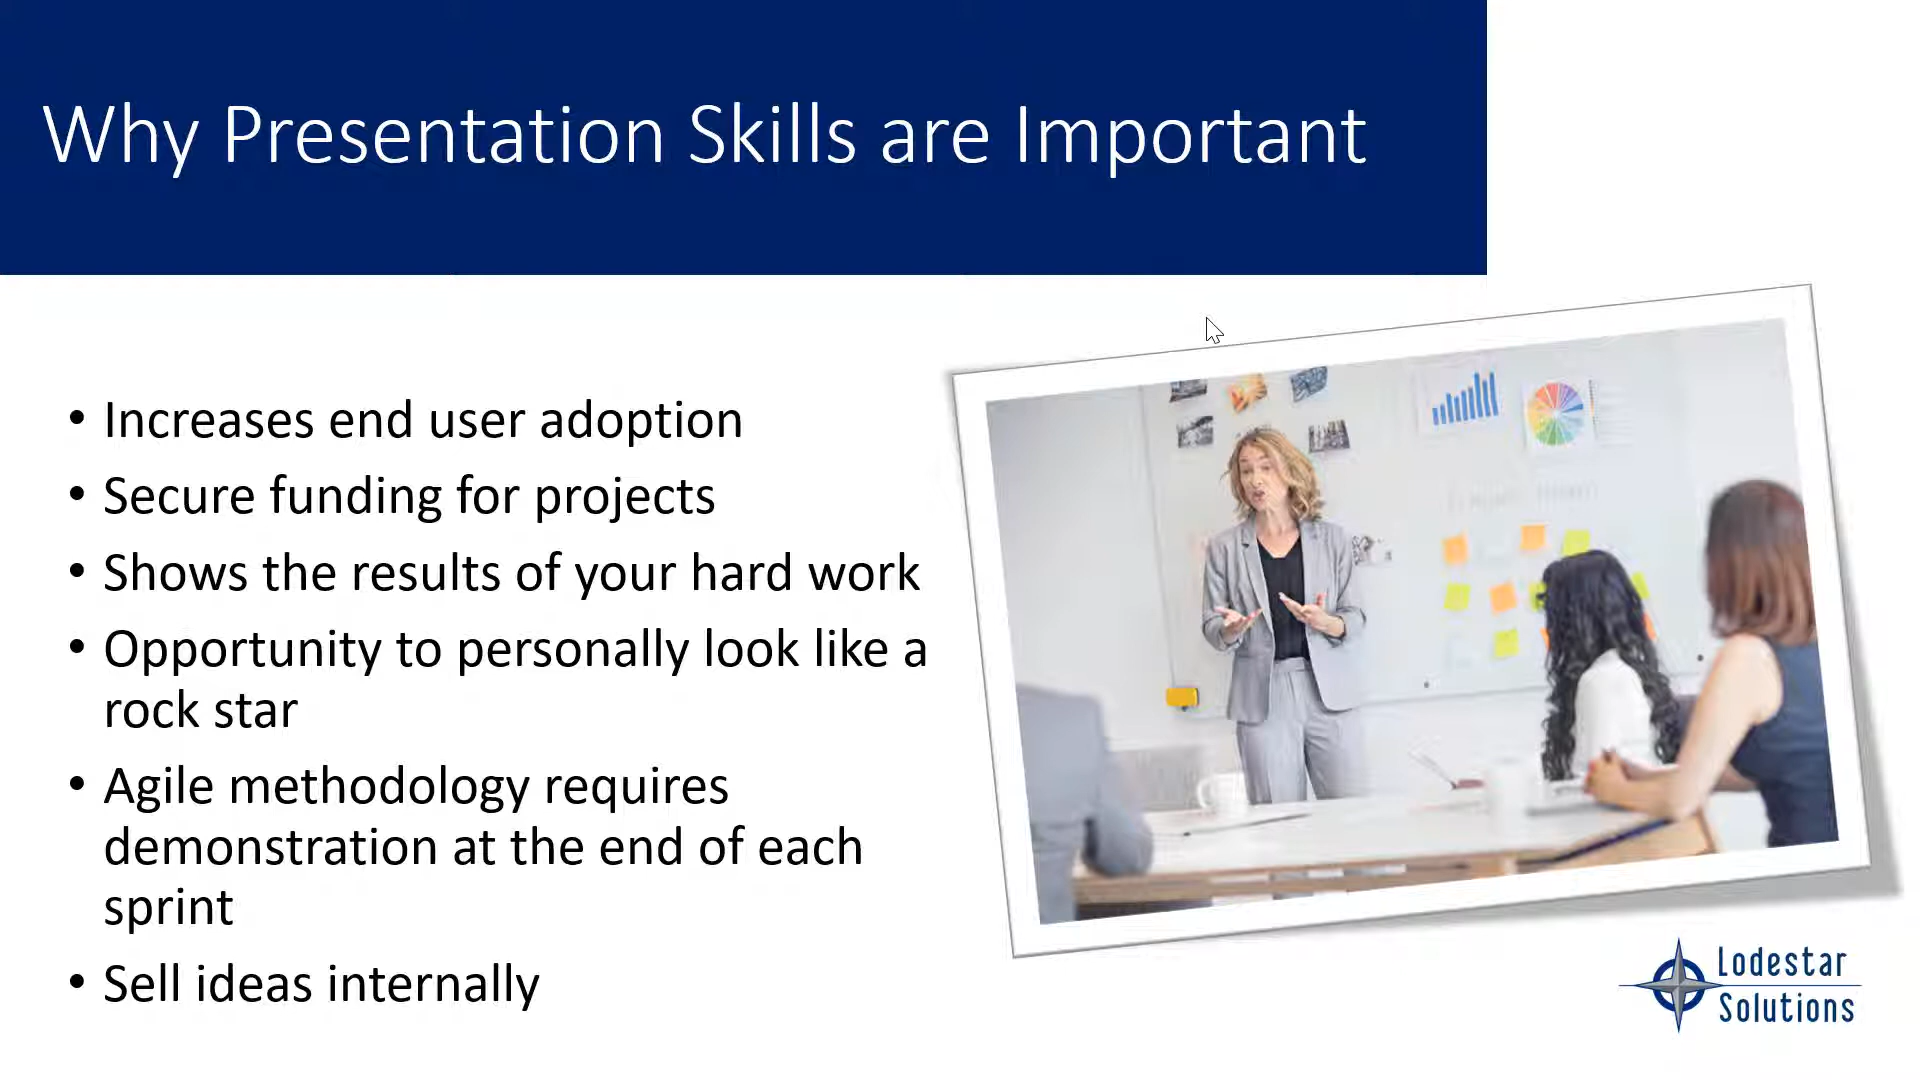 Why Presentation Skills are Important
• Increases end user adoption
• Secure funding for projects
• Shows the results of your hard work
• Opportunity to personally look like a
rock star
• Agile methodology requires
demonstration at the end of each
sprint
• Sell ideas internally
Lodestar
Solutions